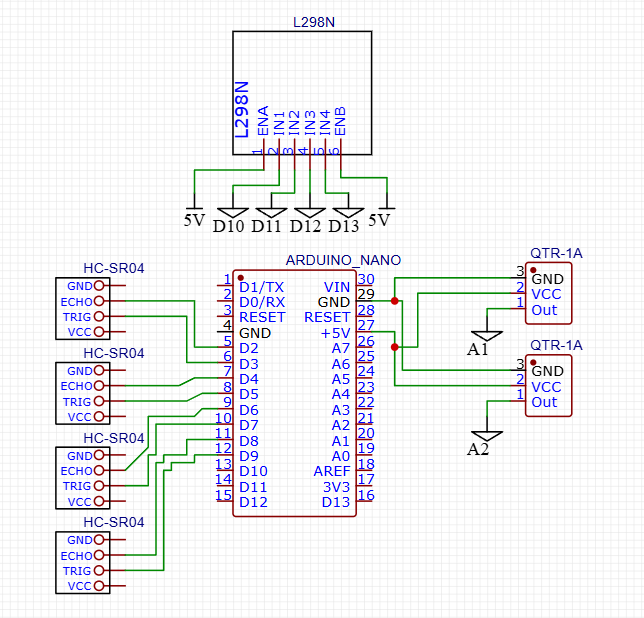 L298N
L298N
ENA
IN1
IN2
IN3
IN4
ENB
1
2
3
4
5
6
5V
D10
D11
D12
D13
5V
HC-SR04
GND
ECHO
TRIG
VCC
HC-SR04
GND
ECHO
TRIG
VCC
HC-SR04
GND
ECHO
TRIG
VCC
HC-SR04
GND
ECHO
TRIG
VCC
ARDUINO_NANO
1 D1/TX VIN 30
2 D0/RX GND 29
3 RESET RESET 28
4 GND +5V 27
5 D2 A7 26
6 D3 A6 25
7 D4 A5 24
8 D5 A4 23
9 D6 A3 22
10 D7 A2 21
11 D8 A1 20
12 D9 A0 19
13 D10 AREF 18
14 D11 3V3 17
15 D12 D13 16
QTR-1A
3 GND
2 VCC
1 Out
A1
QTR-1A
3 GND
2 VCC
1 Out
A2